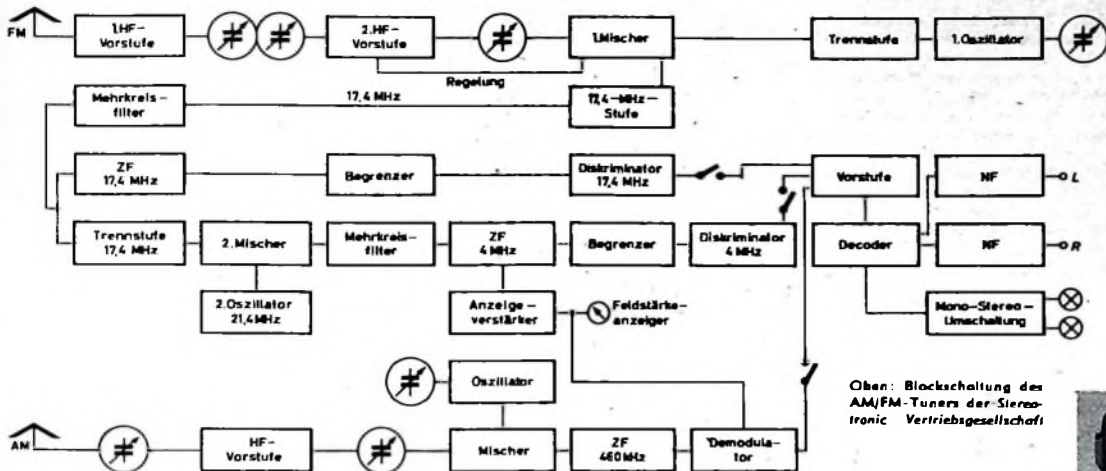 FM
1.HF-
Vorstufe
2.HF-
Vorstufe
1.Mischer
Trennstufe
1.Oszillator
Regelung
Mehrkreis-
filter
17,4 MHz
17,4-MHz-
Stufe
ZF
17,4 MHz
Begrenzer
Diskriminator
17,4 MHz
Vorstufe
NF
L
Trennstufe
17,4 MHz
2.Mischer
Mehrkreis-
filter
ZF
4 MHz
Begrenzer
Diskriminator
4 MHz
Decoder
NF
R
2.Oszillator
21,4 MHz
Anzeige-
verstärker
Feldstärke-
anzeiger
Mono-Stereo-
Umschaltung
Oszillator
Oben: Blockschaltung des
AM/FM-Tuners der Stereo-
tronic Vertriebsgesellschaft
AM
HF-
Vorstufe
Mischer
ZF
460 MHz
Demodula-
tor